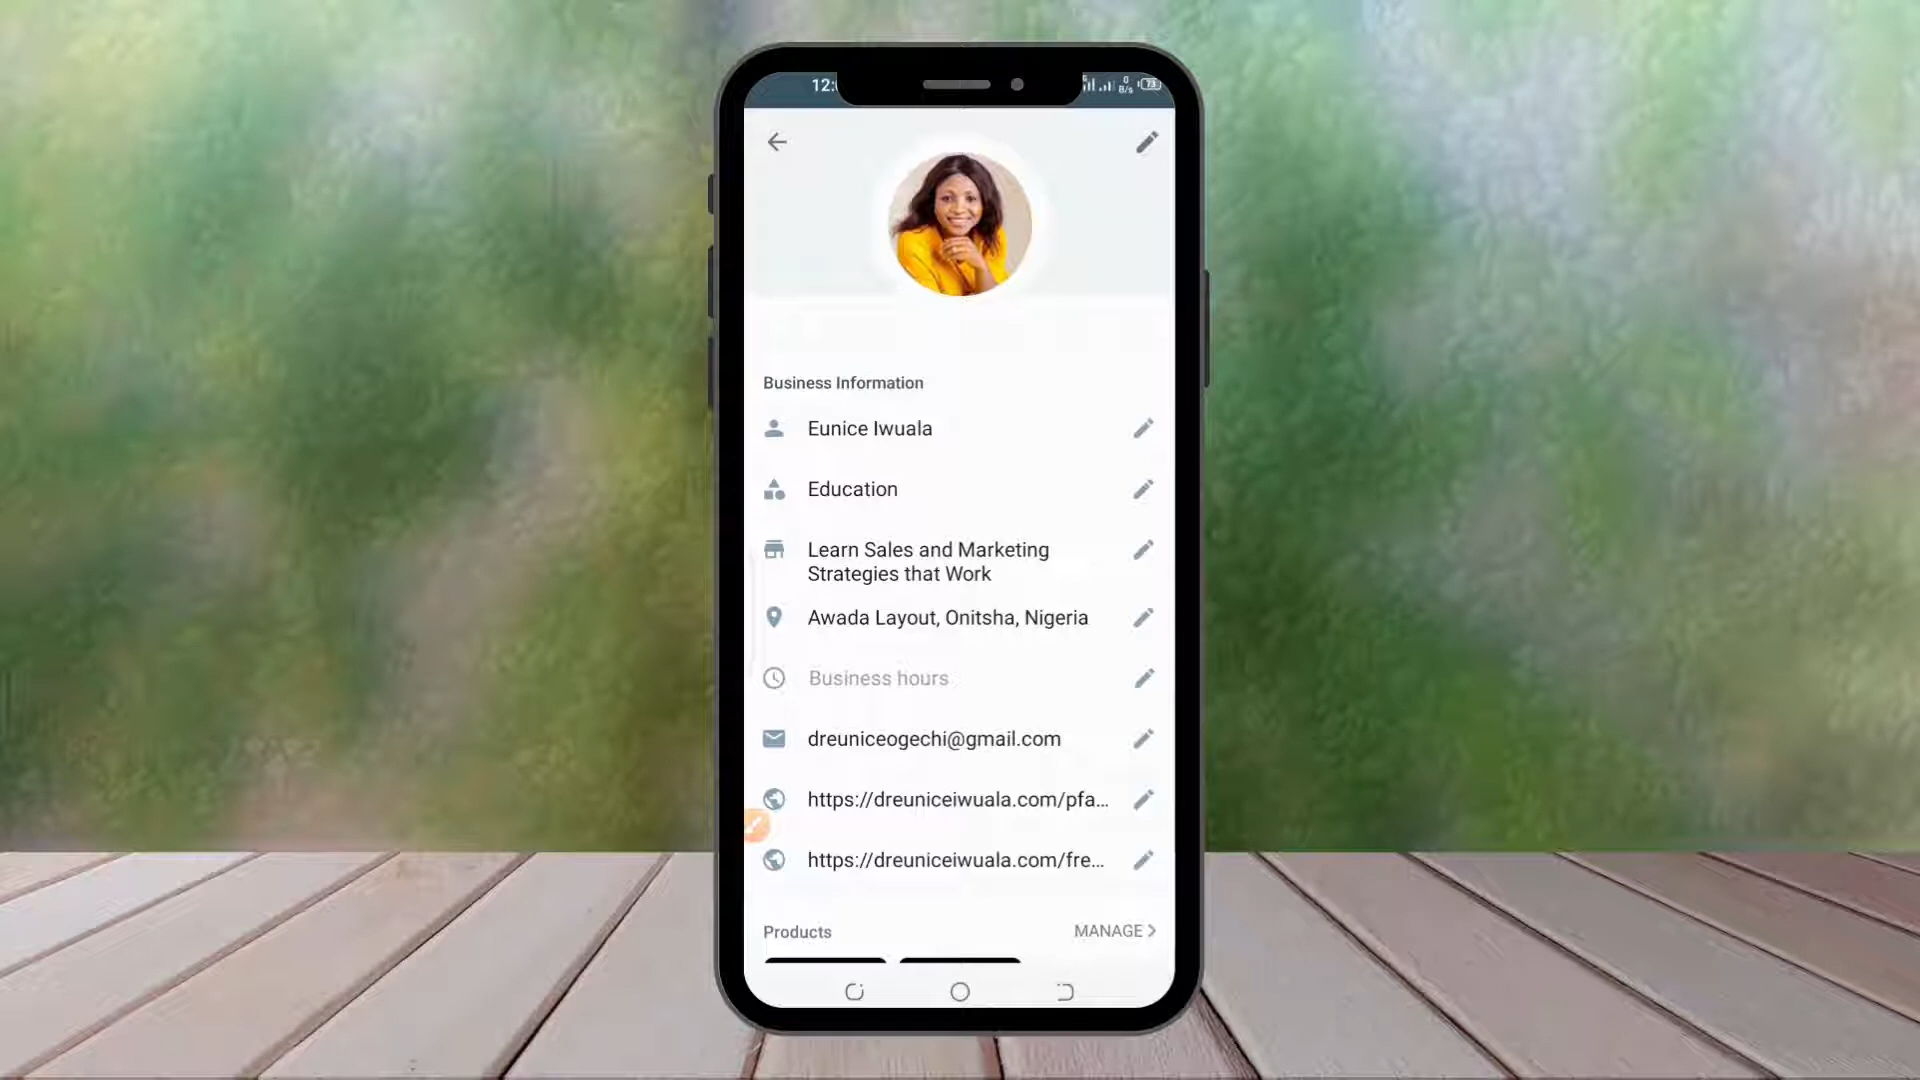 12:
B/s
73
Business Information
Eunice Iwuala
Education
Learn Sales and Marketing
Strategies that Work
Awada Layout, Onitsha, Nigeria
Business hours
dreuniceogechi@gmail.com
https://dreuniceiwuala.com/pfa...
https://dreuniceiwuala.com/fre...
Products
MANAGE